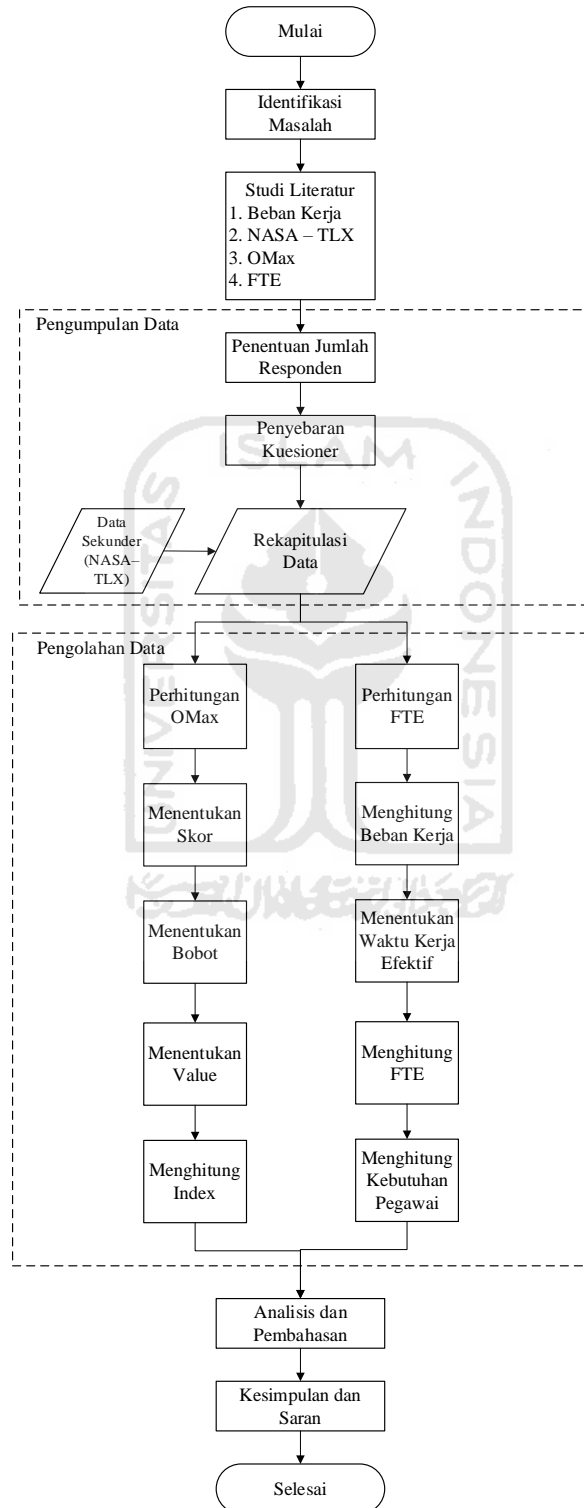 Mulai
Identifikasi
Masalah
Studi Literatur
1. Beban Kerja
2. NASA – TLX
3. OMax
4. FTE
Pengumpulan Data
Penentuan Jumlah
Responden
Penyebaran
Kuesioner
Data
Sekunder
(NASA–
TLX)
Rekapitulasi
Data
Pengolahan Data
Perhitungan
OMax
Menentukan
Skor
Menentukan
Bobot
Menentukan
Value
Menghitung
Index
Perhitungan
FTE
Menghitung
Beban Kerja
Menentukan
Waktu Kerja
Efektif
Menghitung
FTE
Menghitung
Kebutuhan
Pegawai
Analisis dan
Pembahasan
Kesimpulan dan
Saran
Selesai
UNIVERSITAS ISLAM INDONESIA